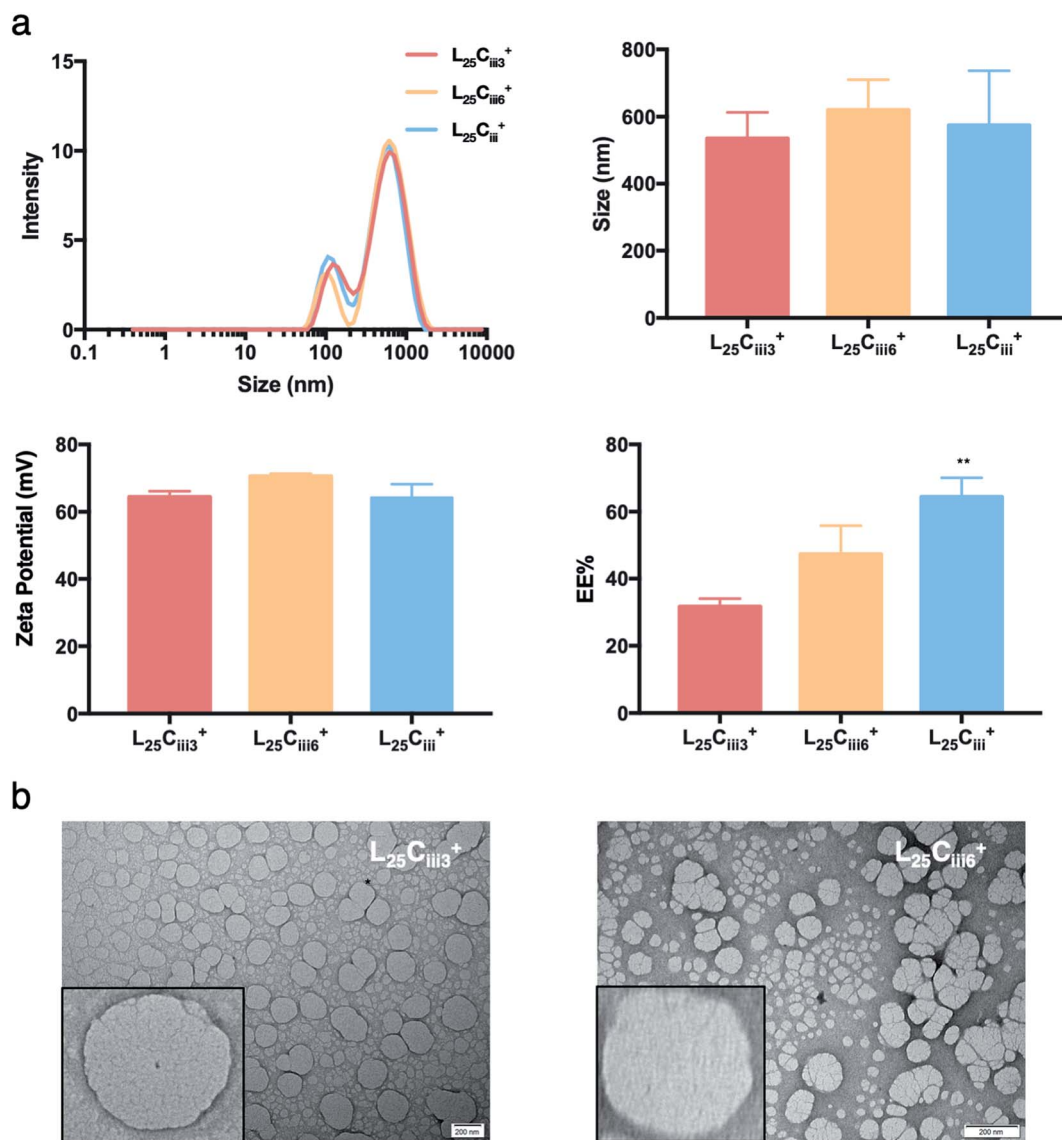 a
L25Ciii3+
L25Ciii6+
L25Ciii+
Intensity
15
10
5
0
0.1 1 10 100 1000 10000
Size (nm)
Size (nm)
800
600
400
200
0
L25Ciii3+ L25Ciii6+ L25Ciii+
Zeta Potential (mV)
80
60
40
20
0
L25Ciii3+ L25Ciii6+ L25Ciii+
EE%
80
60
40
20
0
**
L25Ciii3+ L25Ciii6+ L25Ciii+
b
L25Ciii3+
*
200 nm
L25Ciii6+
200 nm